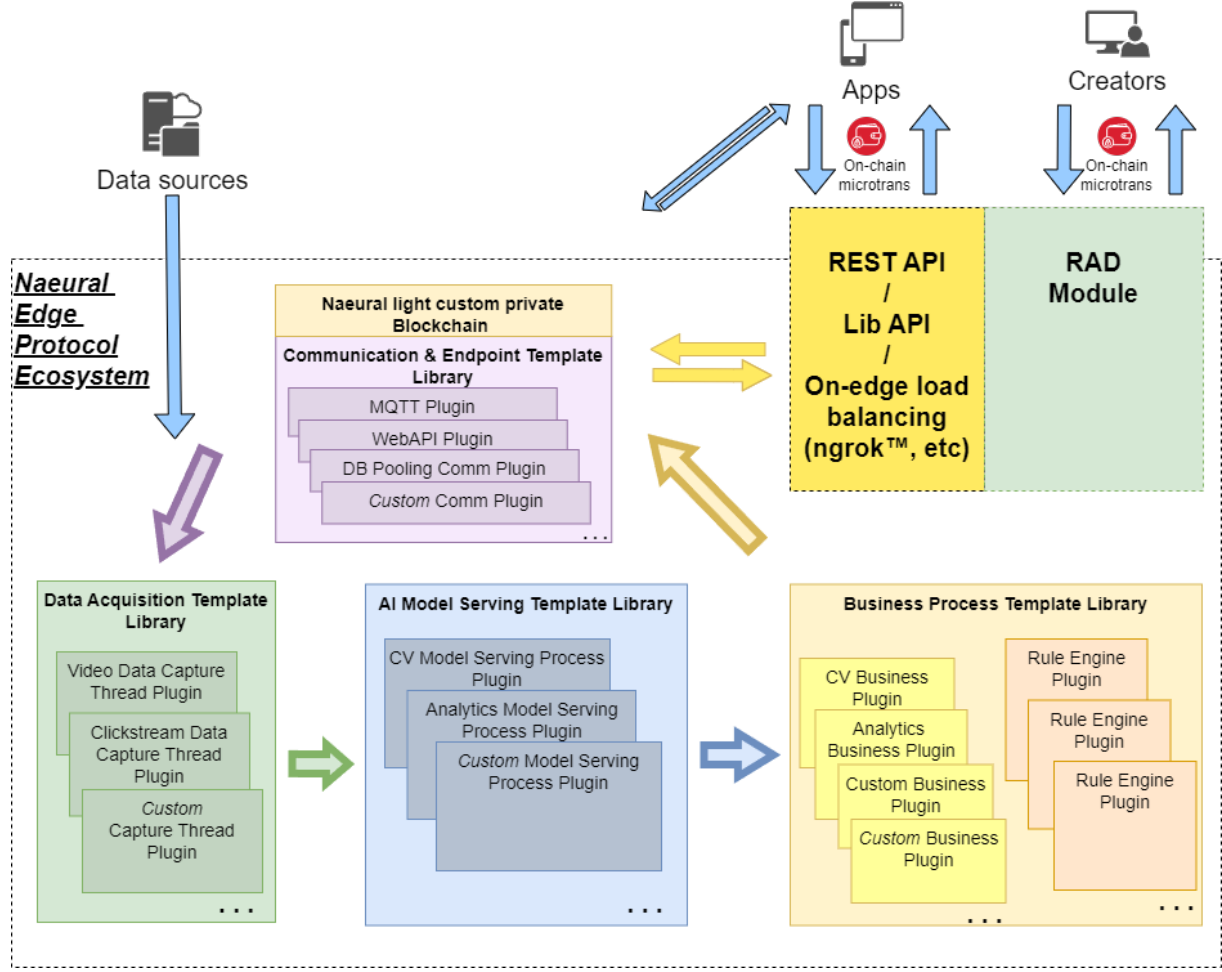 Apps
Creators
On-chain
microtrans
On-chain
microtrans
Data sources
Naeural
Edge
Protocol
Ecosystem
REST API
/
Lib API
/
On-edge load
balancing
(ngrok™, etc)
RAD
Module
Naeural light custom private
Blockchain
Communication & Endpoint Template
Library
MQTT Plugin
WebAPI Plugin
DB Pooling Comm Plugin
Custom Comm Plugin
...
Data Acquisition Template
Library
Video Data Capture
Thread Plugin
Clickstream Data
Capture Thread
Plugin
Custom
Capture Thread
Plugin
...
AI Model Serving Template Library
CV Model Serving Process
Plugin
Analytics Model Serving
Process Plugin
Custom Model Serving
Process Plugin
...
Business Process Template Library
CV Business
Plugin
Analytics
Business Plugin
Custom Business
Plugin
Custom Business
Plugin
...
Rule Engine
Plugin
Rule Engine
Plugin
Rule Engine
Plugin
...